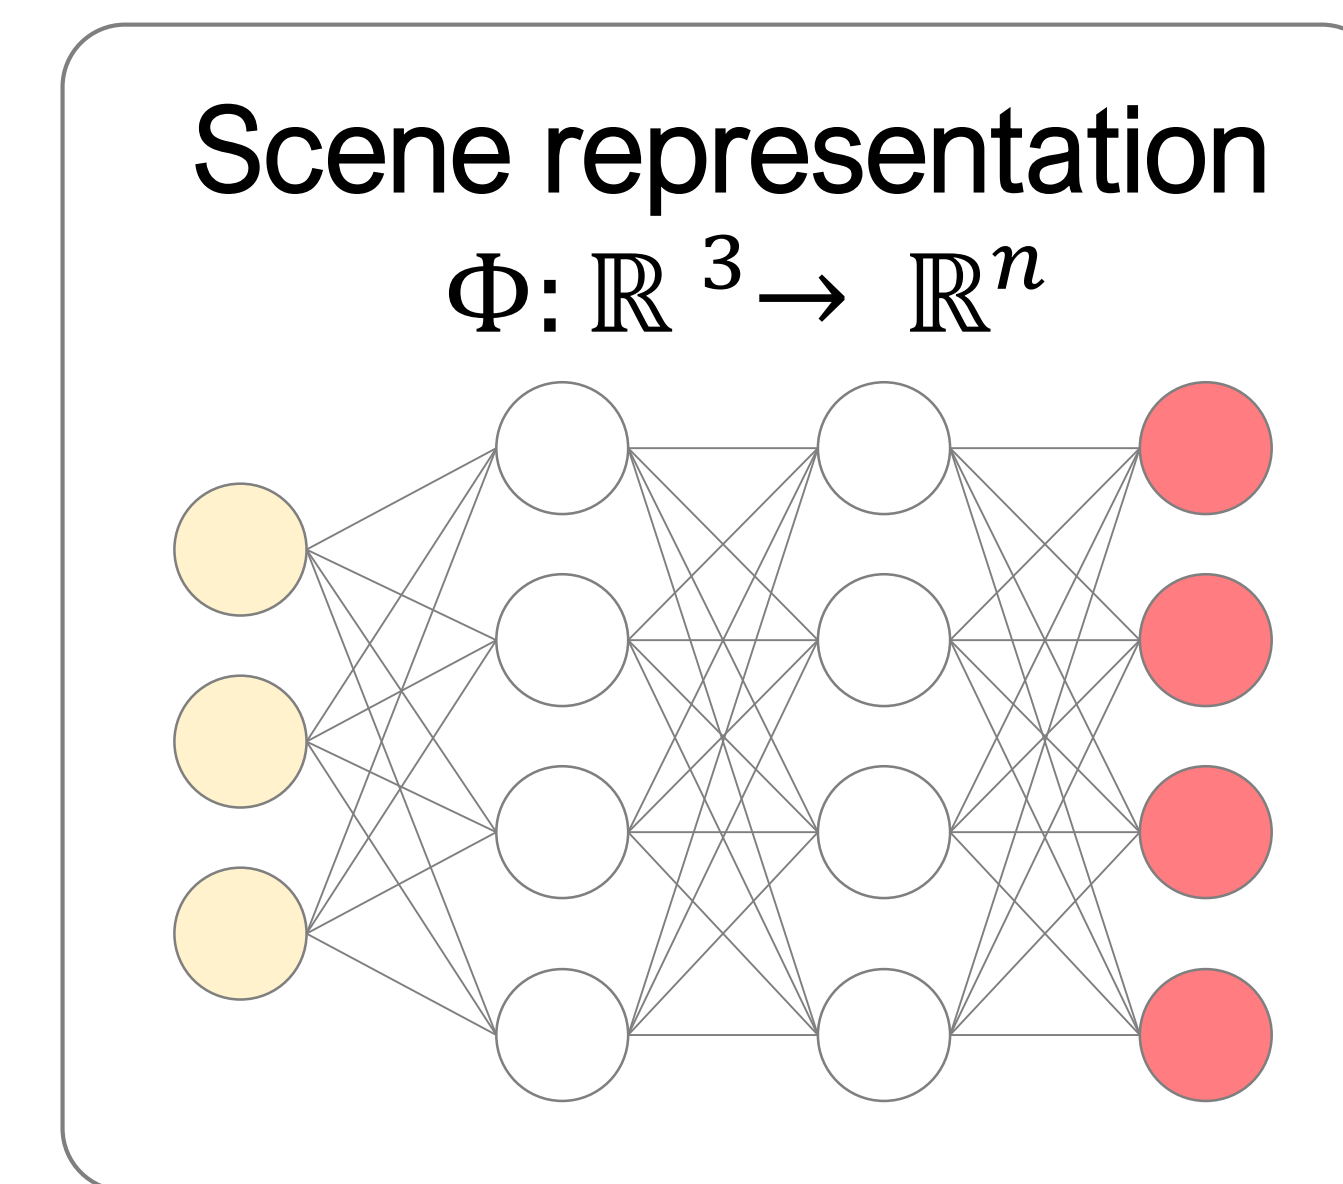 Scene representation
Φ: ℝ ³→ ℝⁿ